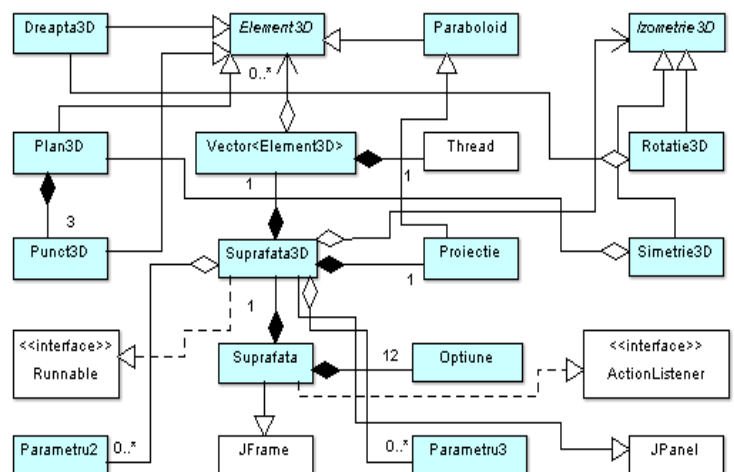 Dreapta3D
Element3D
Paraboloid
Izometrie3D
0..*
Plan3D
Vector<Element3D>
Thread
Rotatie3D
1
1
3
Punct3D
Suprafata3D
Proiectie
Simetrie3D
1
1
<<interface>>
Runnable
Suprafata
12
Optiune
<<interface>>
ActionListener
Parametru2
0..*
JFrame
0..*
Parametru3
JPanel